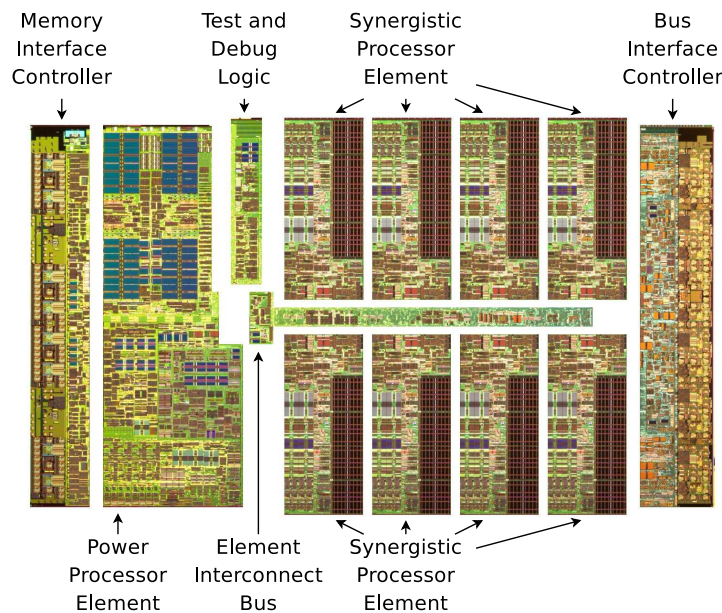 Memory
Interface
Controller
Test and
Debug
Logic
Synergistic
Processor
Element
Bus
Interface
Controller
Power
Processor
Element
Element
Interconnect
Bus
Synergistic
Processor
Element